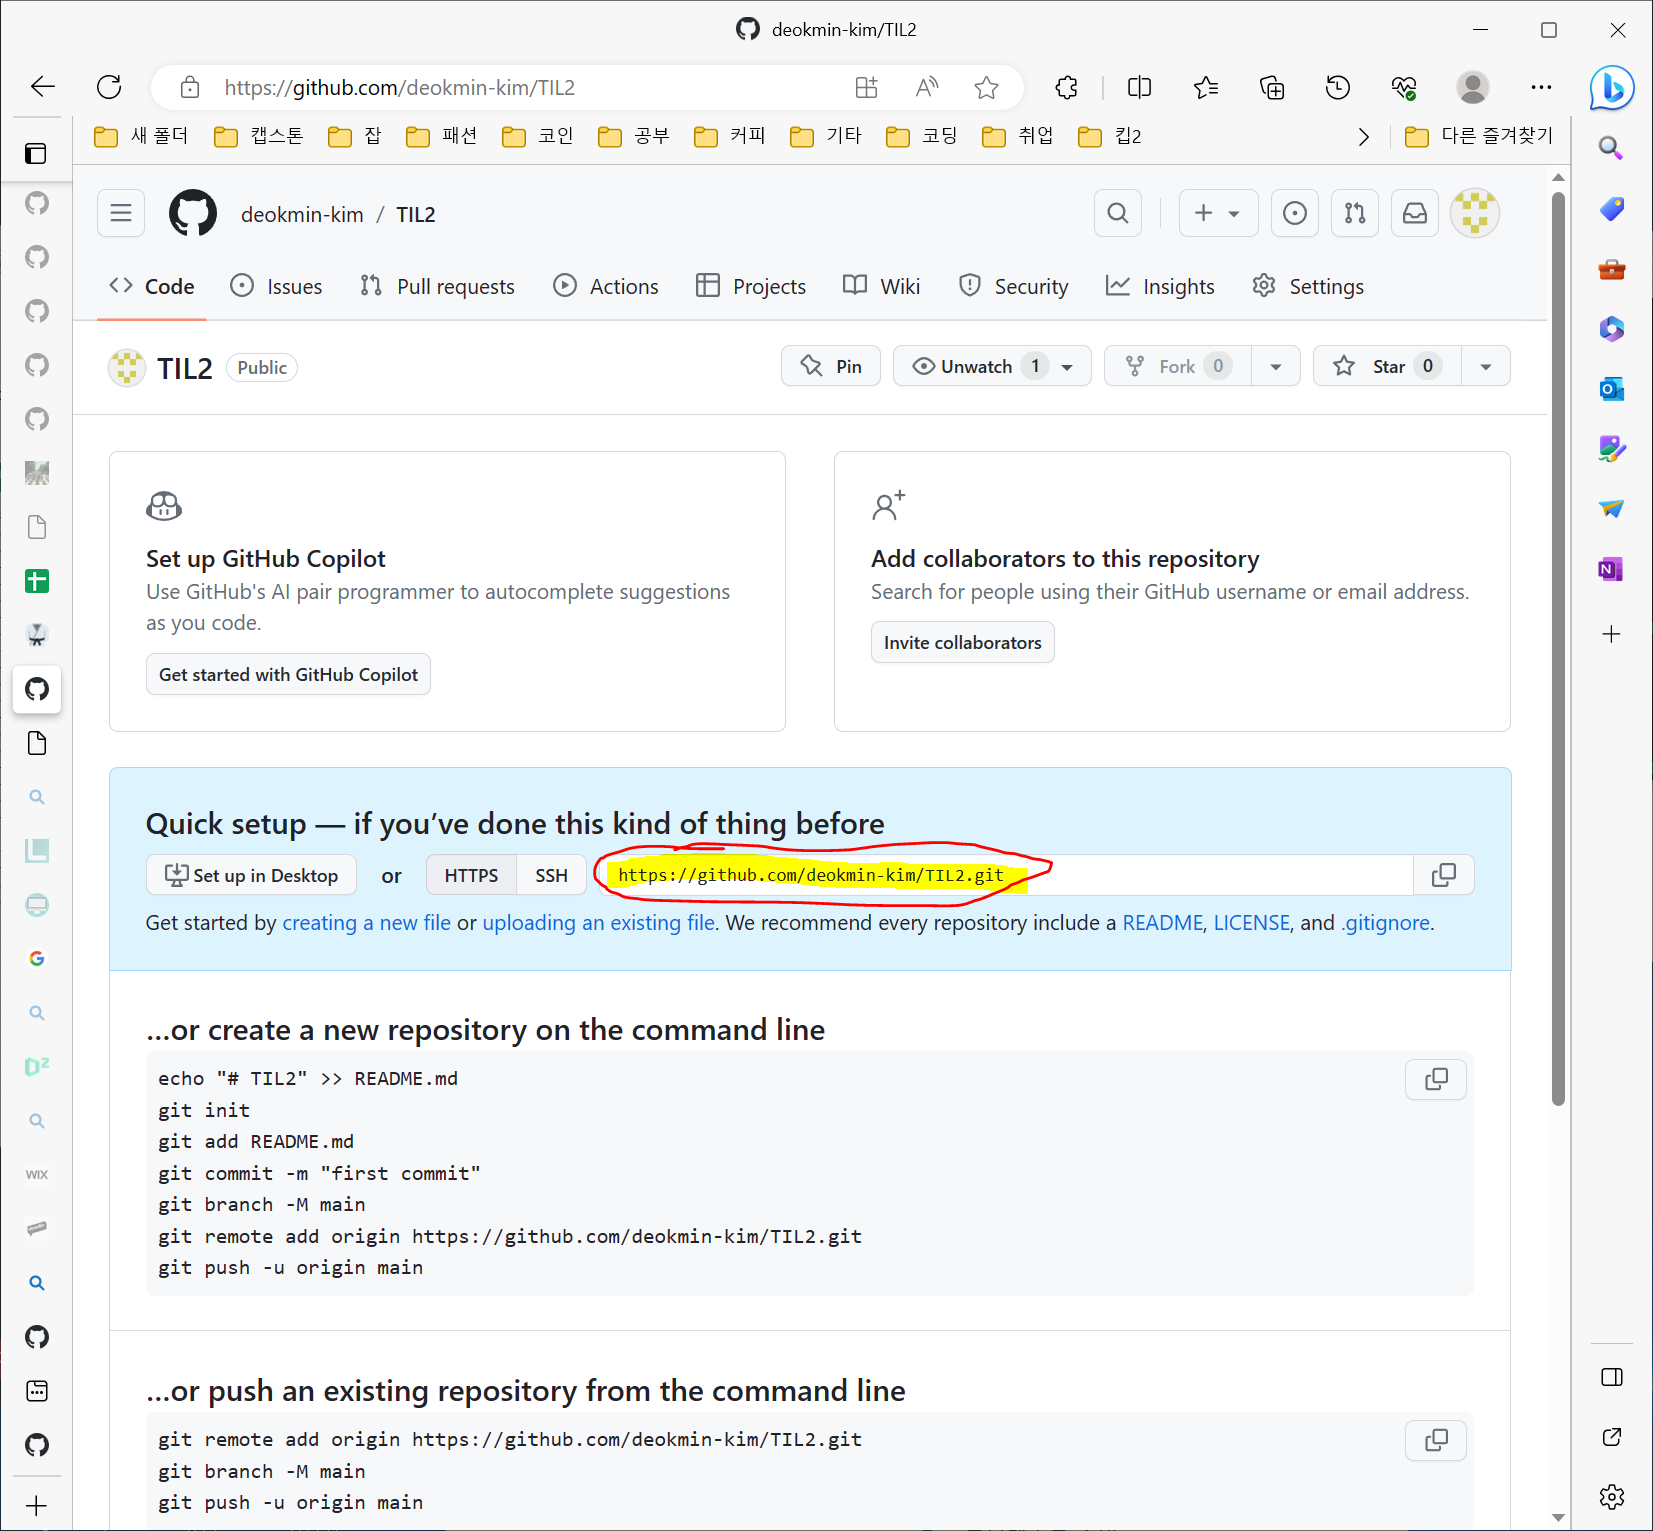 deokmin-kim/TIL2
https://github.com/deokmin-kim/TIL2
새 폴더 캡스톤 잡 패션 코인 공부 커피 기타 코딩 취업 킵2 다른 즐겨찾기
deokmin-kim / TIL2
Code Issues Pull requests Actions Projects Wiki Security Insights Settings
TIL2 Public Pin Unwatch 1 Fork 0 Star 0
Set up GitHub Copilot
Use GitHub's AI pair programmer to autocomplete suggestions
as you code.
Get started with GitHub Copilot
Add collaborators to this repository
Search for people using their GitHub username or email address.
Invite collaborators
Quick setup — if you’ve done this kind of thing before
Set up in Desktop or HTTPS SSH https://github.com/deokmin-kim/TIL2.git
Get started by creating a new file or uploading an existing file. We recommend every repository include a README, LICENSE, and .gitignore.
…or create a new repository on the command line
echo "# TIL2" >> README.md
git init
git add README.md
git commit -m "first commit"
git branch -M main
git remote add origin https://github.com/deokmin-kim/TIL2.git
git push -u origin main
…or push an existing repository from the command line
git remote add origin https://github.com/deokmin-kim/TIL2.git
git branch -M main
git push -u origin main
WIX